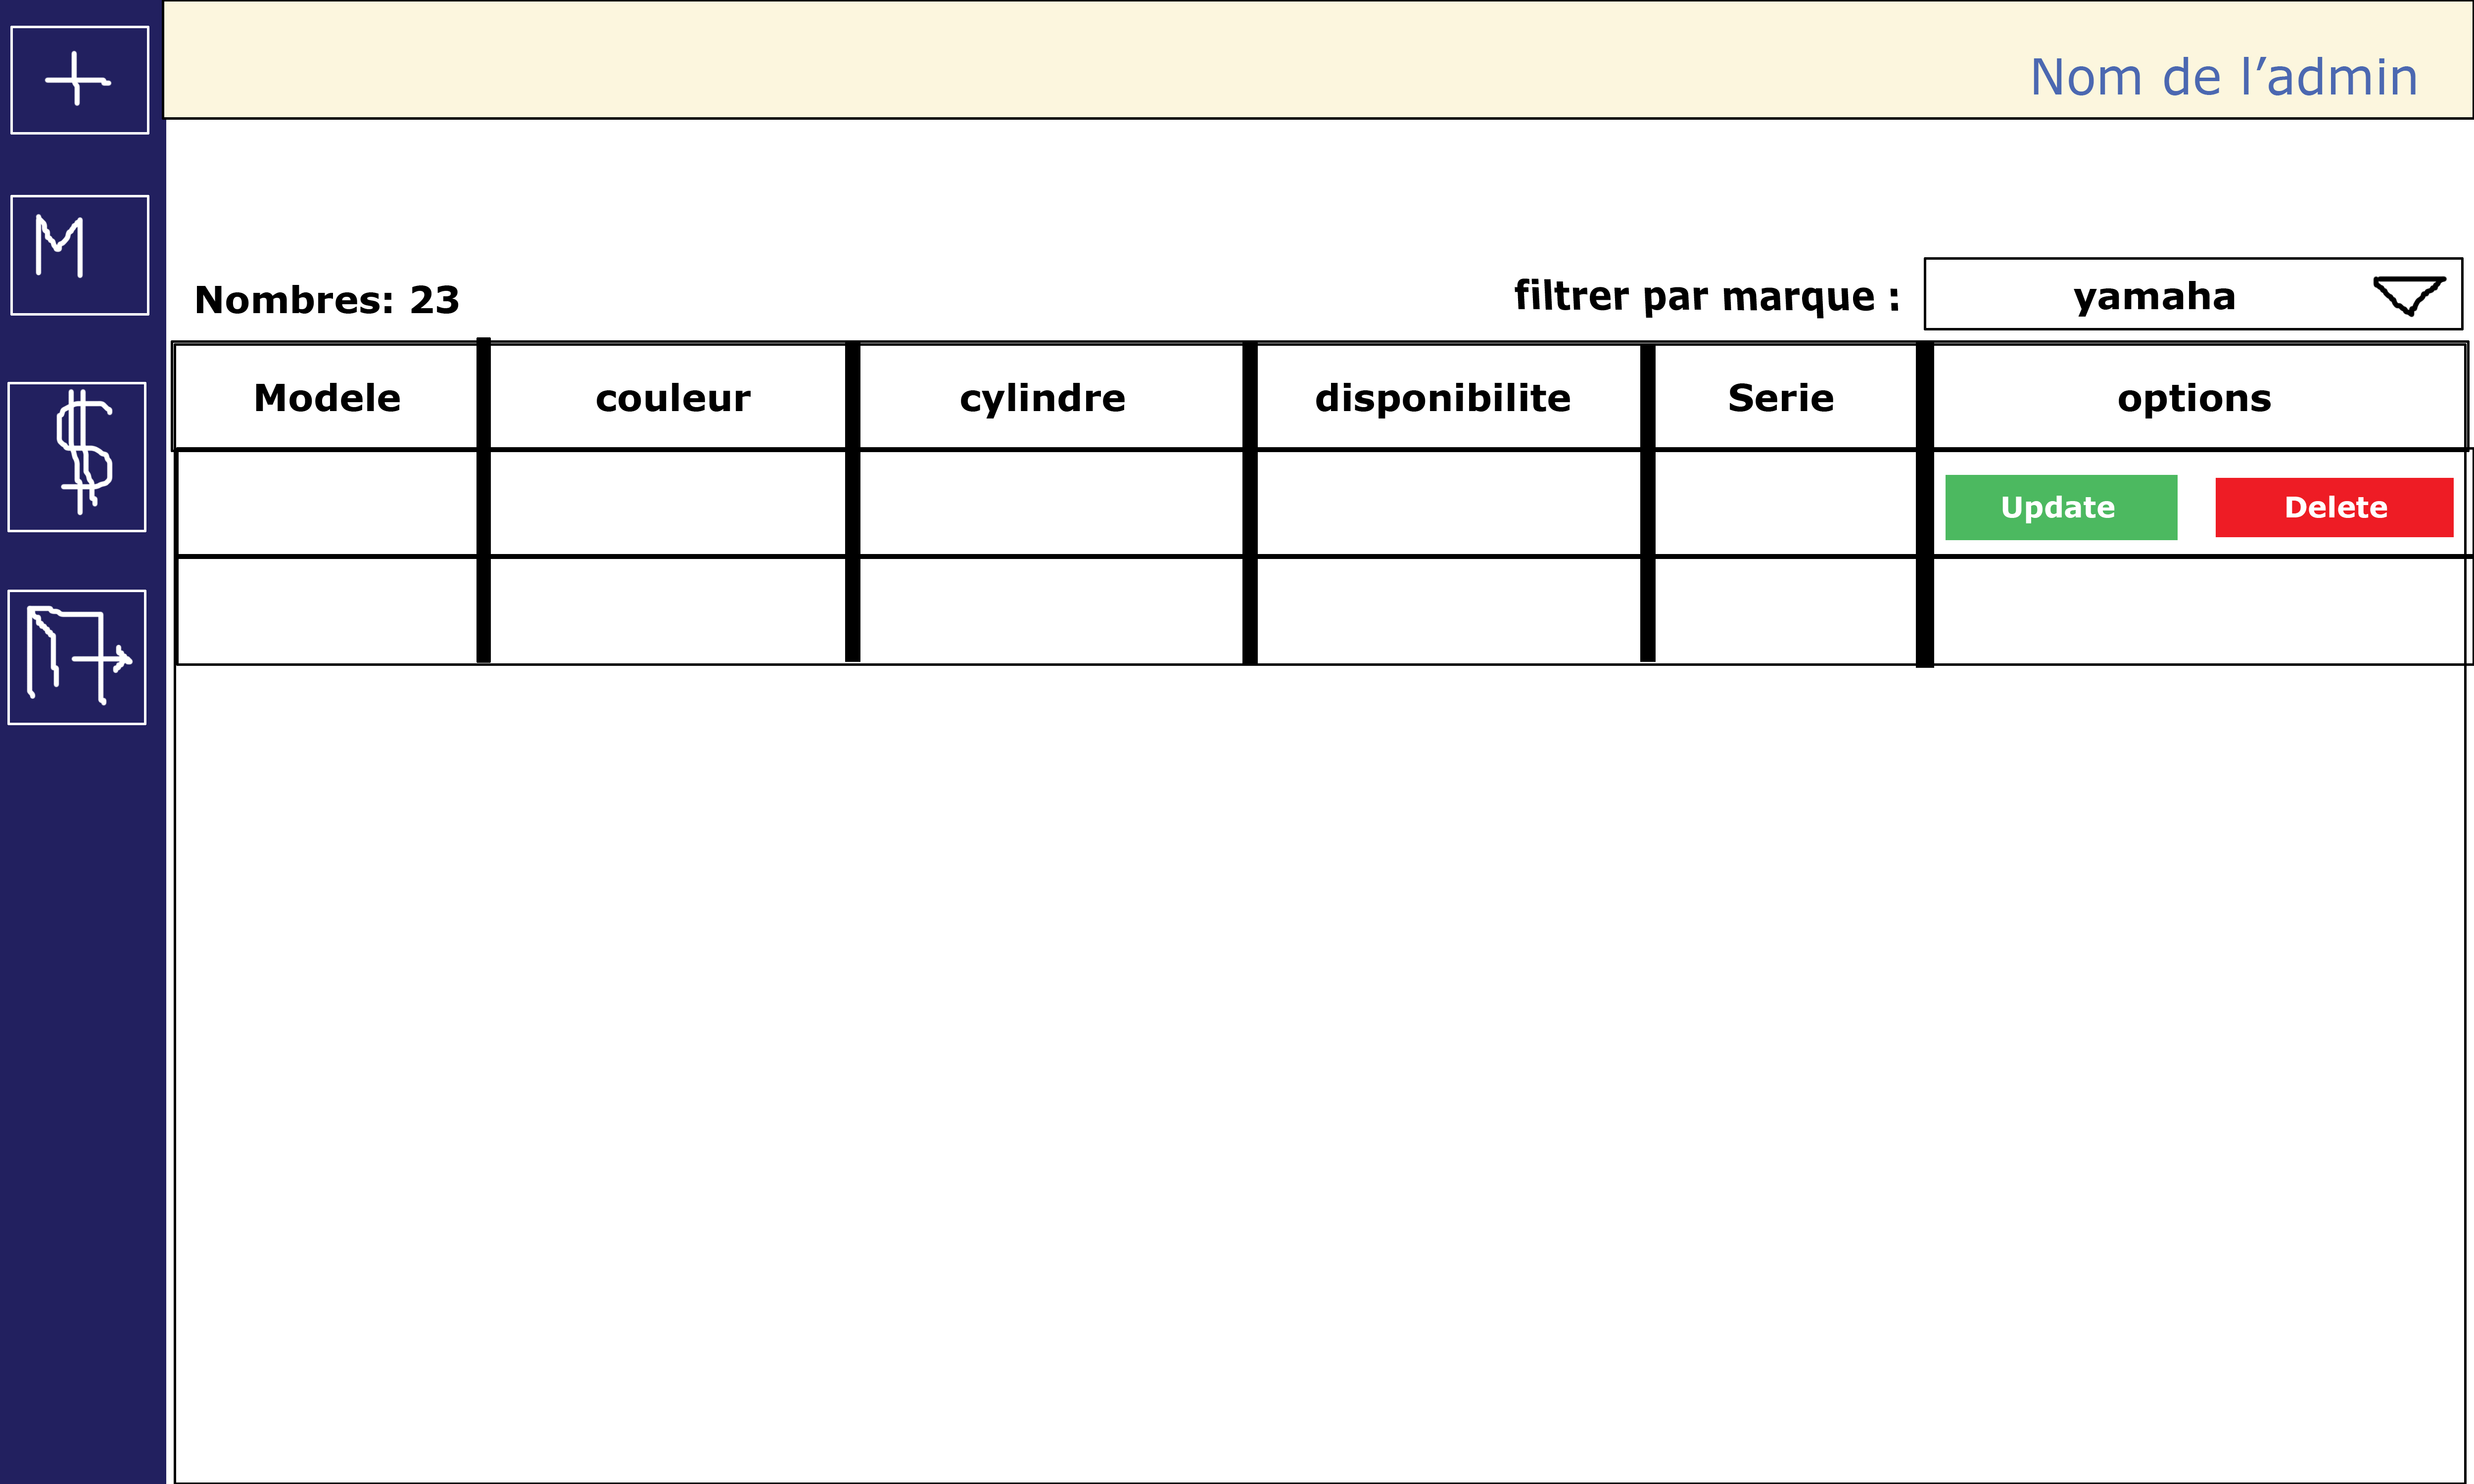 +
Nom de l’admin
M
Nombres: 23
filtrer par marque :
yamaha
$
Modele couleur cylindre disponibilite Serie options
Update Delete